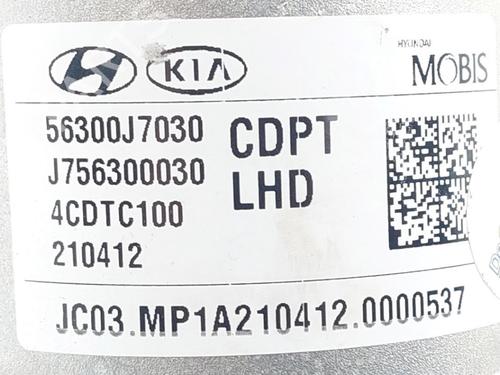 KIA
HYUNDAI
MOBIS
56300J7030
CDPT
J756300030
LHD
4CDTC100
210412
JC03.MP1A210412.0000537